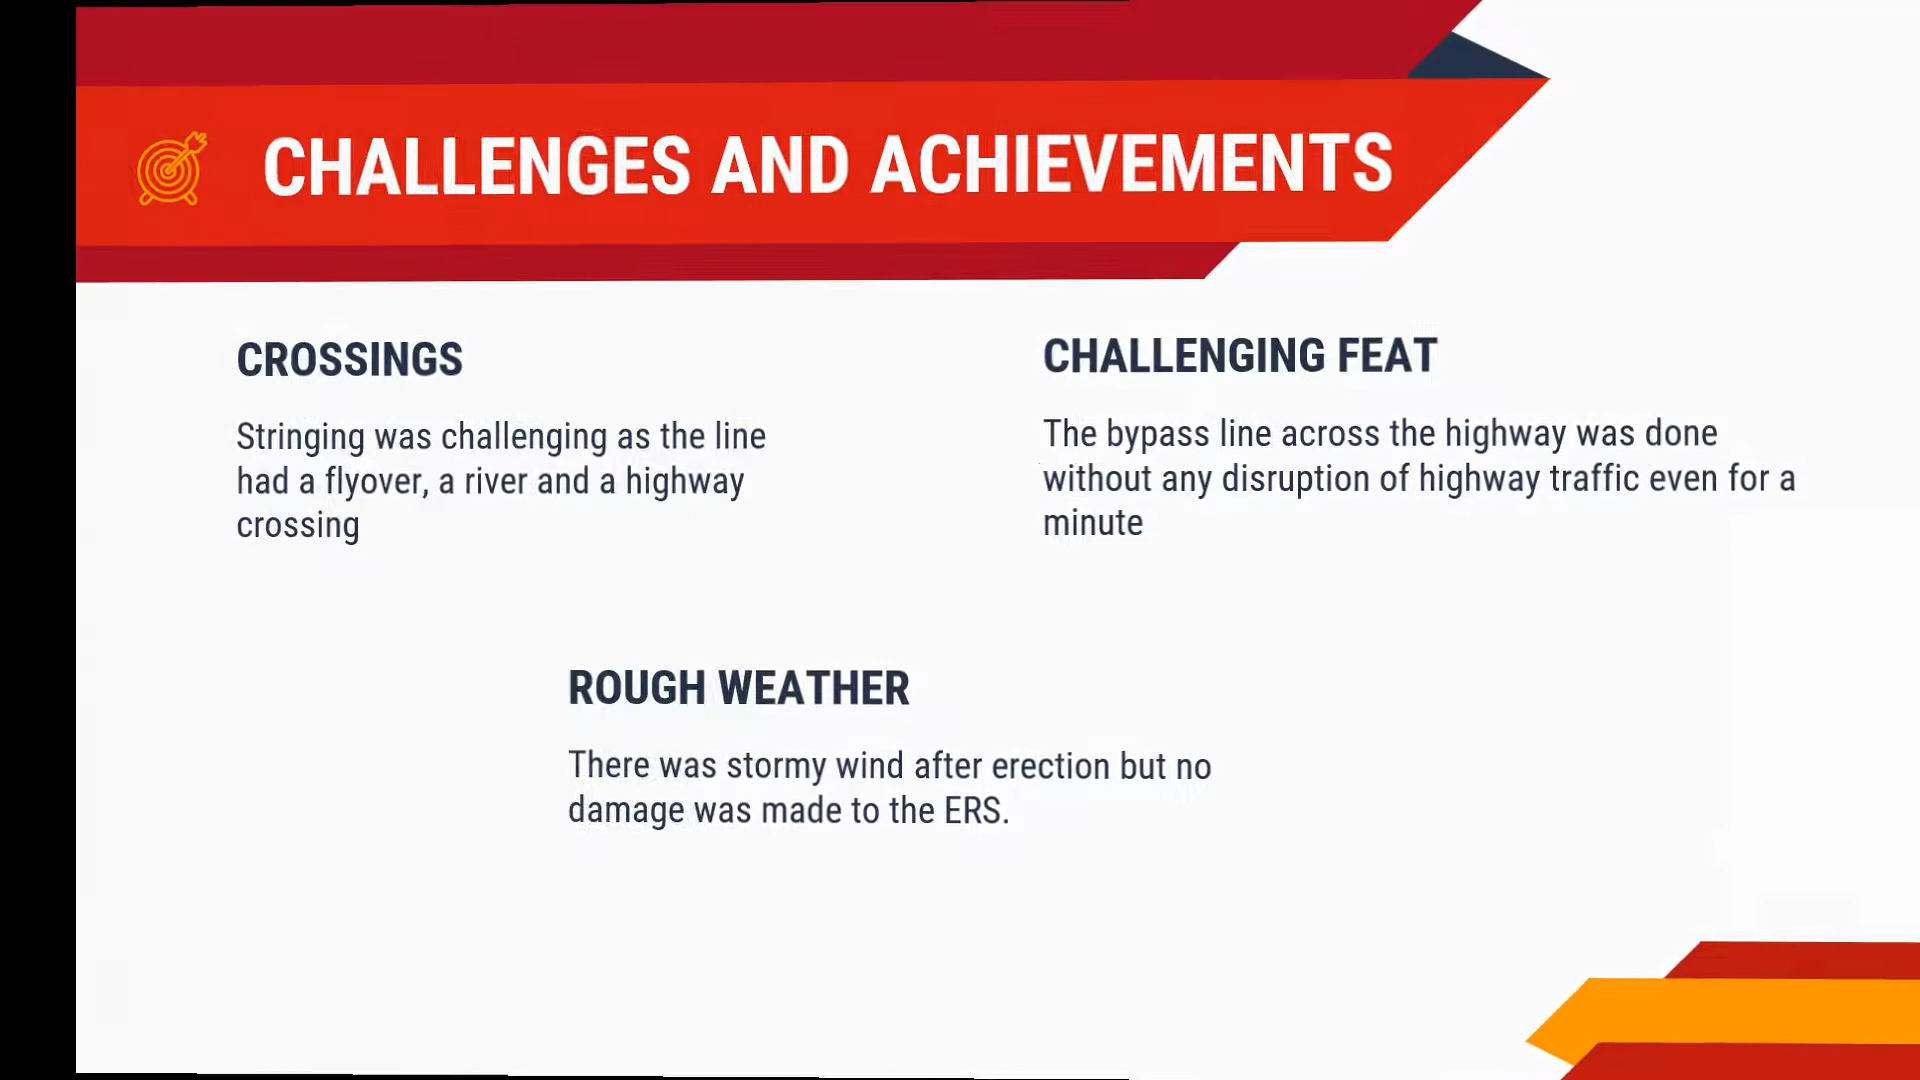 CHALLENGES AND ACHIEVEMENTS
CROSSINGS
Stringing was challenging as the line
had a flyover, a river and a highway
crossing
CHALLENGING FEAT
The bypass line across the highway was done
without any disruption of highway traffic even for a
minute
ROUGH WEATHER
There was stormy wind after erection but no
damage was made to the ERS.